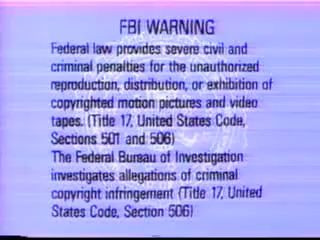 FBI WARNING
Federal law provides severe civil and
criminal penalties for the unauthorized
reproduction, distribution, or exhibition of
copyrighted motion pictures and video
tapes. (Title 17, United States Code,
Sections 501 and 506)
The Federal Bureau of Investigation
investigates allegations of criminal
copyright infringement (Title 17, United
States Code, Section 506)